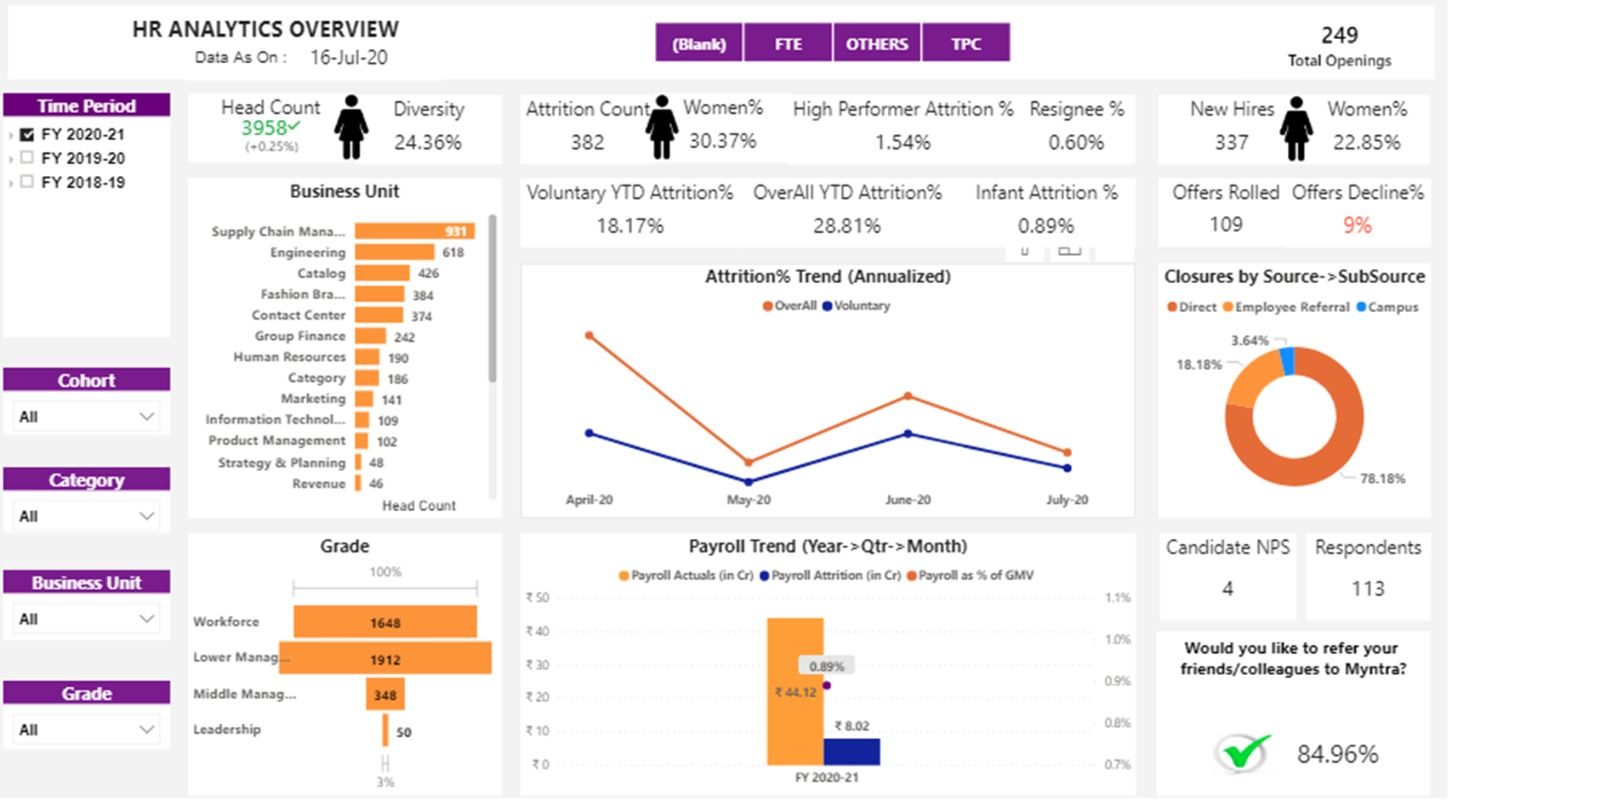 HR ANALYTICS OVERVIEW
Data As On : 16-Jul-20
(Blank) FTE OTHERS TPC
249
Total Openings
Time Period
FY 2020-21
FY 2019-20
FY 2018-19
Cohort
All
Category
All
Business Unit
All
Grade
All
Head Count Diversity
3958 24.36%
(+0.25%)
Attrition Count Women% High Performer Attrition % Resignee %
382 30.37% 1.54% 0.60%
New Hires Women%
337 22.85%
Voluntary YTD Attrition% OverAll YTD Attrition% Infant Attrition %
18.17% 28.81% 0.89%
Offers Rolled Offers Decline%
109 9%
Business Unit
Supply Chain Mana... 931
Engineering 618
Catalog 426
Fashion Bra... 384
Contact Center 374
Group Finance 242
Human Resources 190
Category 186
Marketing 141
Information Technol... 109
Product Management 102
Strategy & Planning 48
Revenue 46
Head Count
Attrition% Trend (Annualized)
OverAll Voluntary
April-20 May-20 June-20 July-20
Closures by Source->SubSource
Direct Employee Referral Campus
3.64%
18.18%
78.18%
Grade
100%
Workforce 1648
Lower Manag... 1912
Middle Manag... 348
Leadership 50
3%
Payroll Trend (Year->Qtr->Month)
Payroll Actuals (in Cr) Payroll Attrition (in Cr) Payroll as % of GMV
₹ 50 1.1%
₹ 40 1.0%
₹ 30 0.89% 0.9%
₹ 20 ₹ 44.12
₹ 10 ₹ 8.02 0.8%
₹ 0 0.7%
FY 2020-21
Candidate NPS Respondents
4 113
Would you like to refer your
friends/colleagues to Myntra?
84.96%